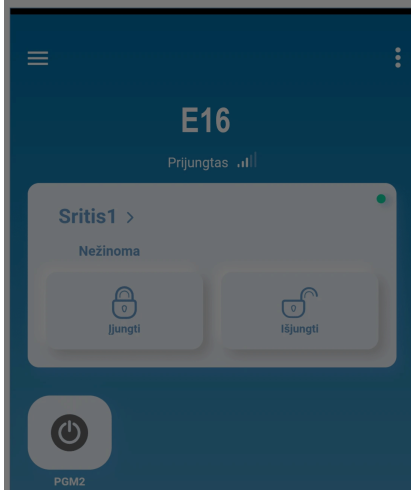 E16
Prijungtas
Sritis1 >
Nežinoma
Įjungti
Išjungti
PGM2